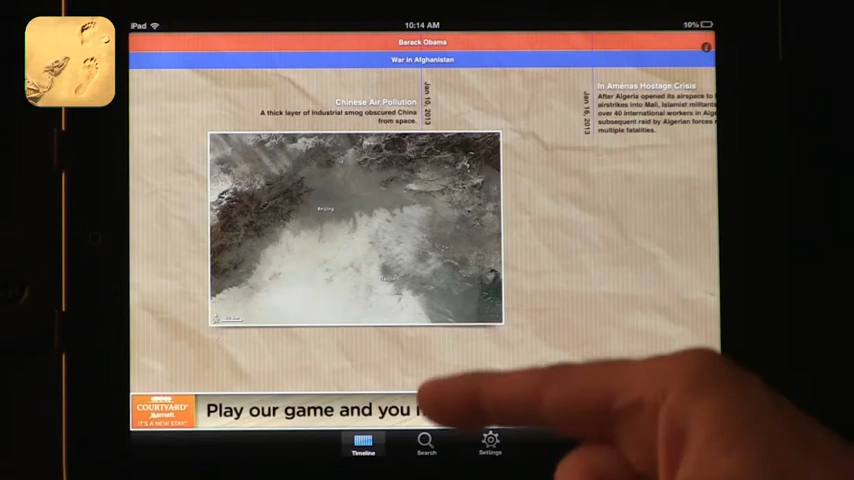 iPad
10:14 AM
10%
Barack Obama
War in Afghanistan
Chinese Air Pollution
A thick layer of industrial smog obscured China
from space.
Jan 10, 2013
Jan 16, 2013
In Amenas Hostage Crisis
After Algeria opened its airspace to
airstrikes into Mali, Islamist militants
over 40 international workers in Alge
subsequent raid by Algerian forces
multiple fatalities.
Beijing
COURTYARD
Marriott
IT'S A NEW STAY.
Play our game and you
Timeline
Search
Settings